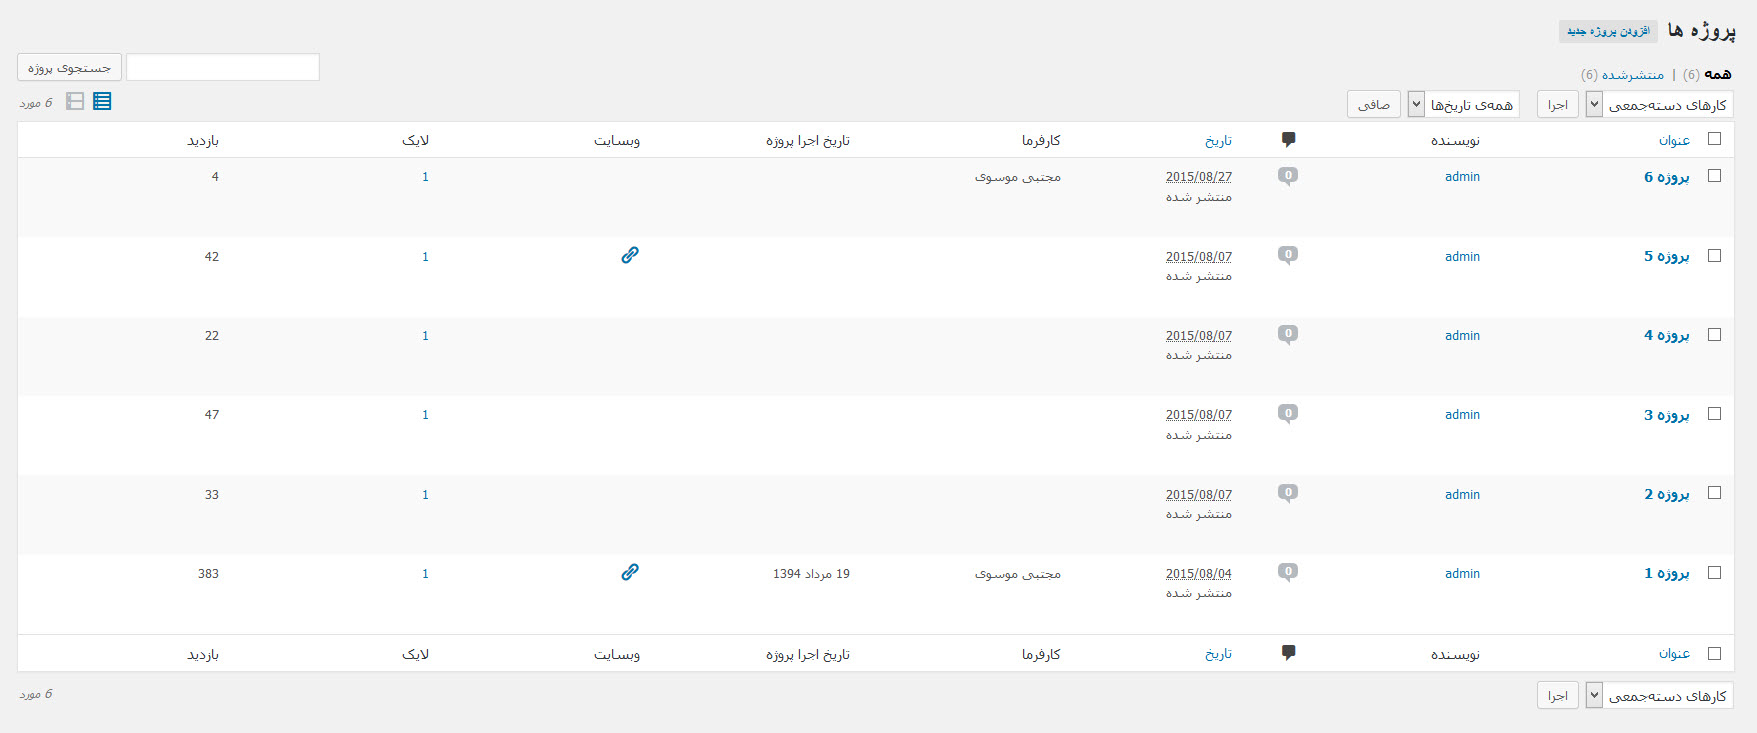 پروژه ها افزودن پروژه جدید
همه (6) | منتشرشده (6)
جستجوی پروژه
کارهای دسته‌جمعی اجرا همه‌ی تاریخ‌ها صافی 6 مورد
عنوان نویسنده تاریخ کارفرما تاریخ اجرا پروژه وبسایت لایک بازدید
پروژه 6 admin 0 2015/08/27 مجتبی موسوی 1 4
منتشر شده
پروژه 5 admin 0 2015/08/07 1 42
منتشر شده
پروژه 4 admin 0 2015/08/07 1 22
منتشر شده
پروژه 3 admin 0 2015/08/07 1 47
منتشر شده
پروژه 2 admin 0 2015/08/07 1 33
منتشر شده
پروژه 1 admin 0 2015/08/04 مجتبی موسوی 19 مرداد 1394 1 383
منتشر شده
عنوان نویسنده تاریخ کارفرما تاریخ اجرا پروژه وبسایت لایک بازدید
کارهای دسته‌جمعی اجرا 6 مورد